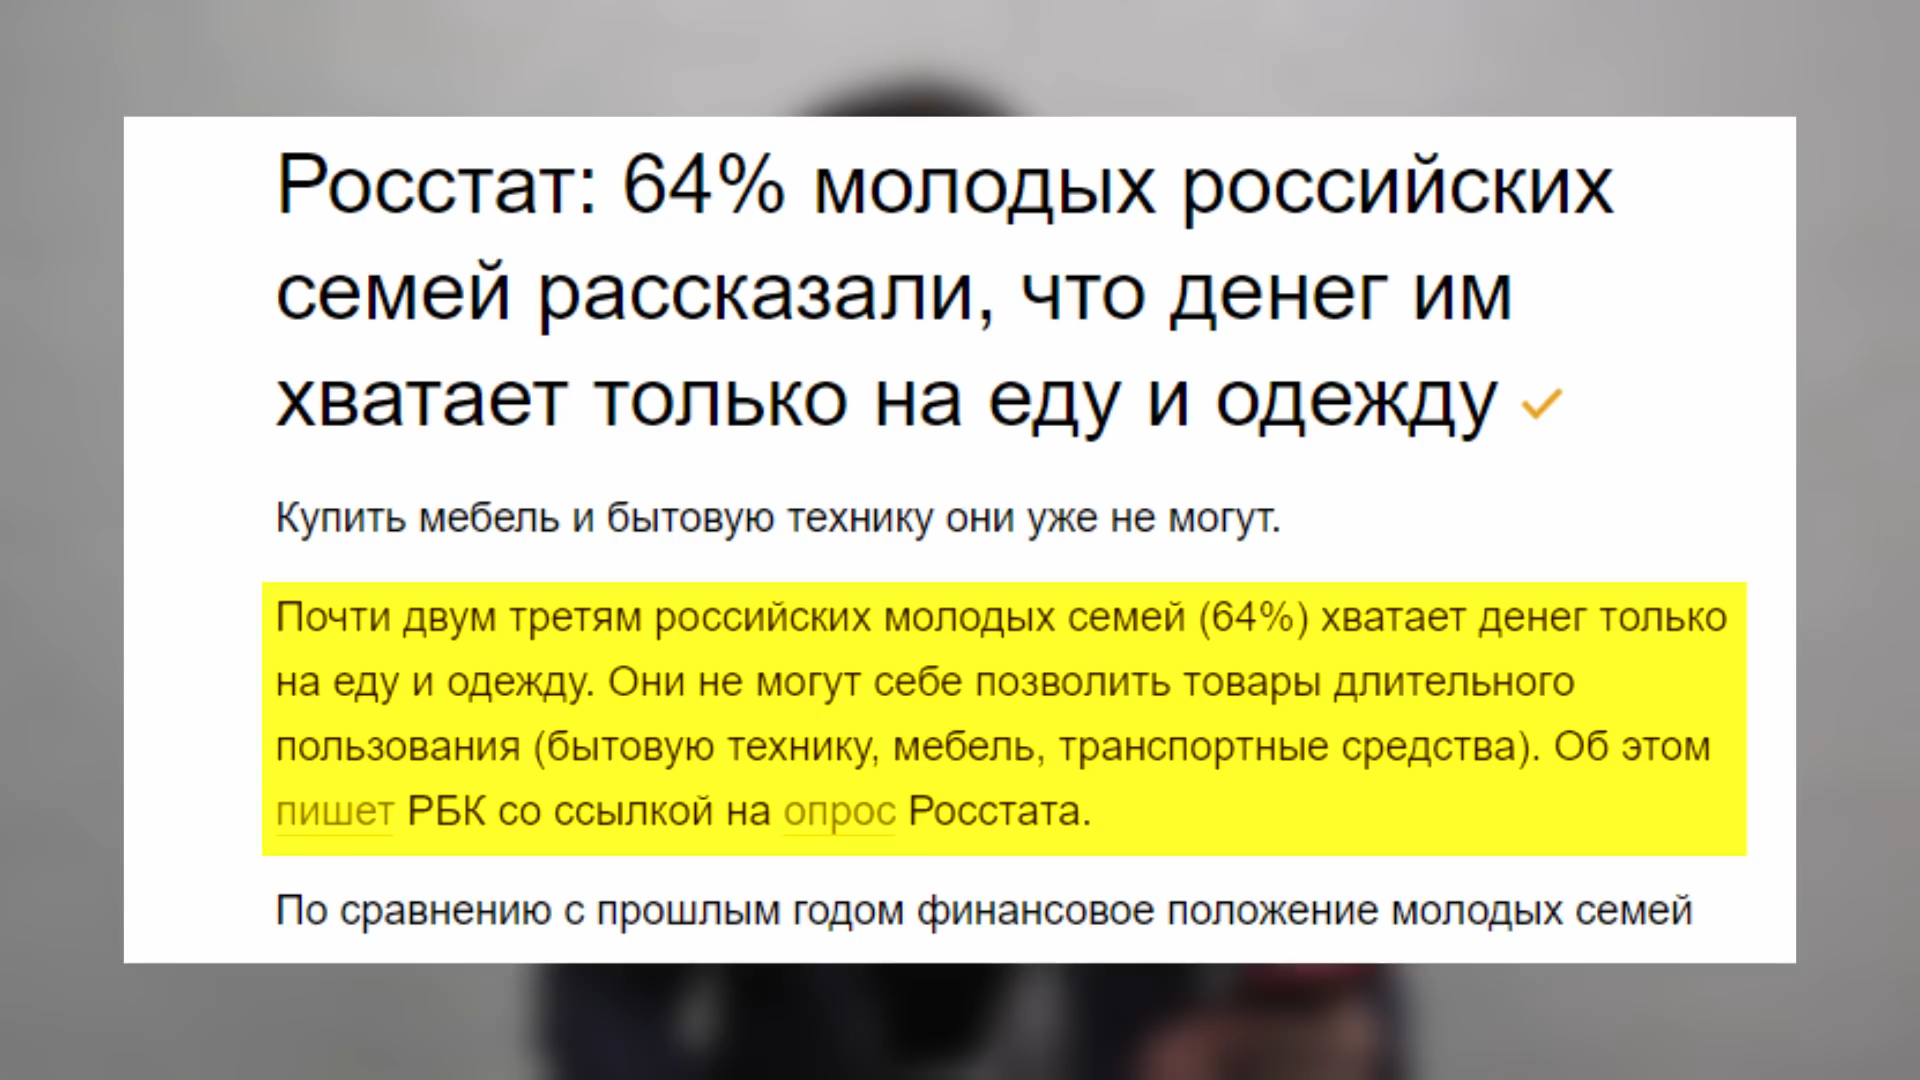 Росстат: 64% молодых российских
семей рассказали, что денег им
хватает только на еду и одежду
Купить мебель и бытовую технику они уже не могут.
Почти двум третям российских молодых семей (64%) хватает денег только
на еду и одежду. Они не могут себе позволить товары длительного
пользования (бытовую технику, мебель, транспортные средства). Об этом
пишет РБК со ссылкой на опрос Росстата.
По сравнению с прошлым годом финансовое положение молодых семей